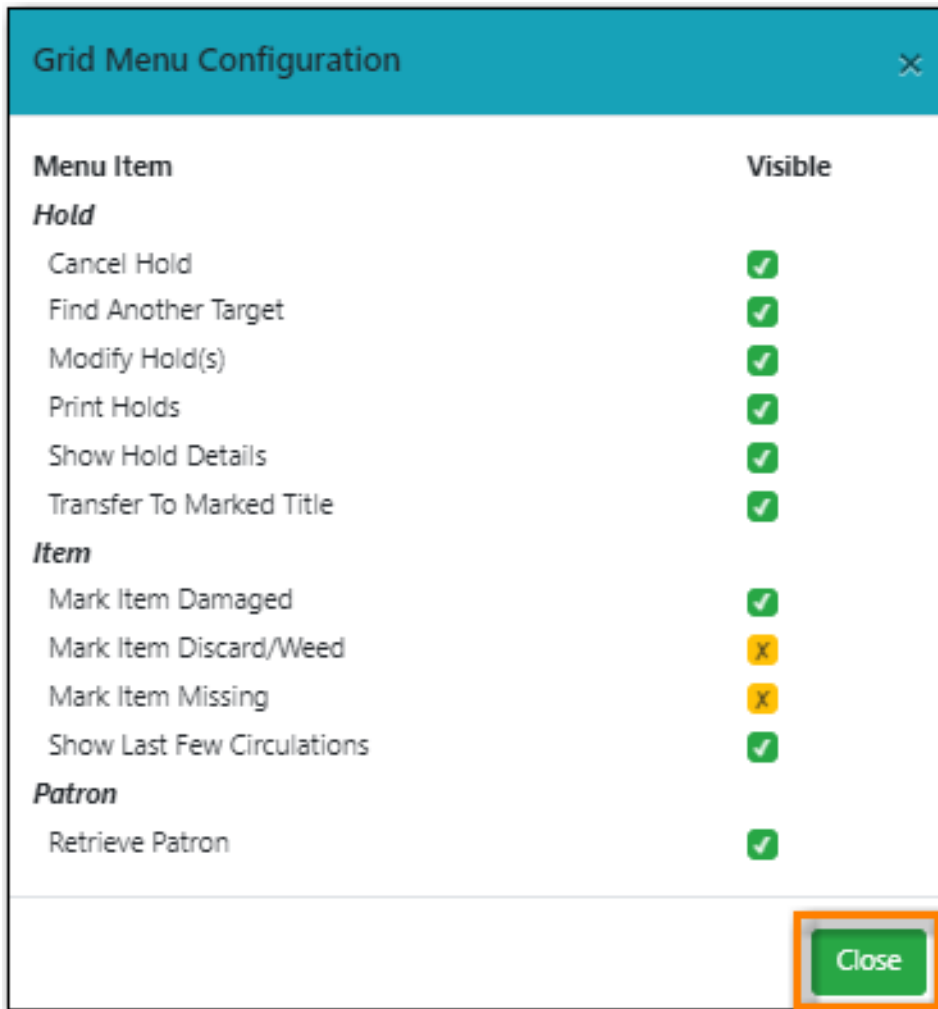 Grid Menu Configuration ×
Menu Item Visible
Hold
Cancel Hold ✓
Find Another Target ✓
Modify Hold(s) ✓
Print Holds ✓
Show Hold Details ✓
Transfer To Marked Title ✓
Item
Mark Item Damaged ✓
Mark Item Discard/Weed X
Mark Item Missing X
Show Last Few Circulations ✓
Patron
Retrieve Patron ✓
Close